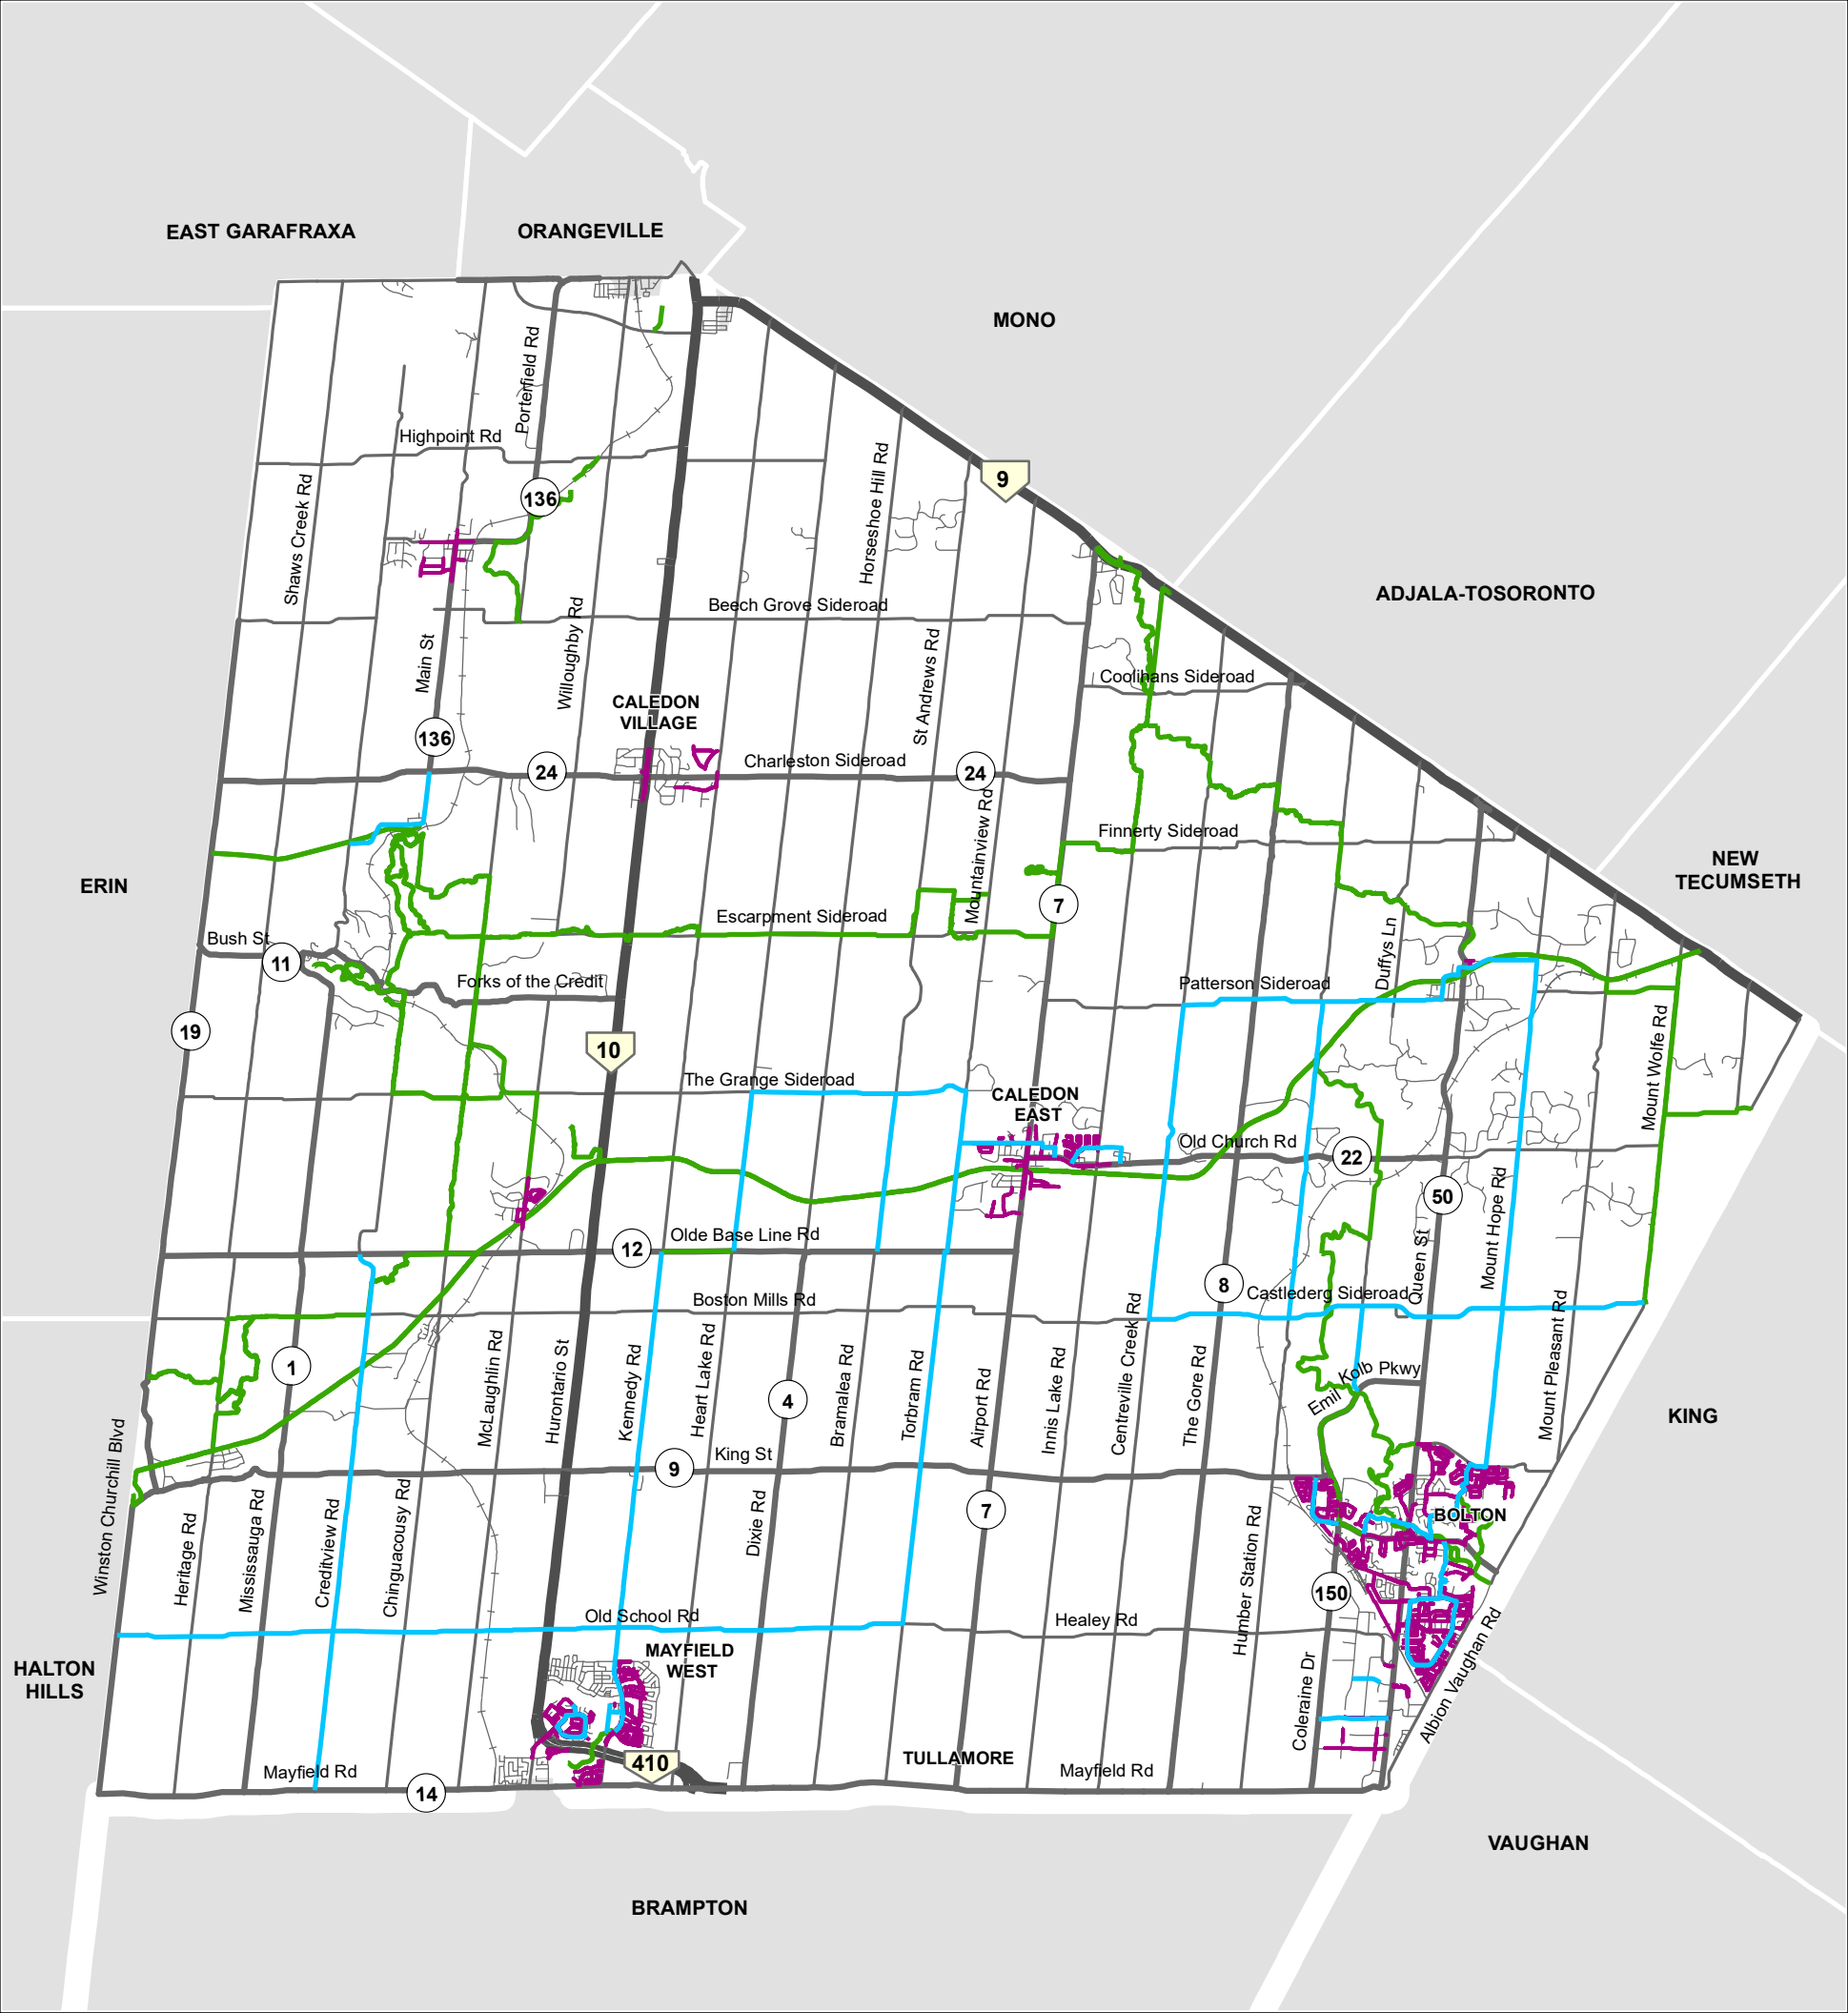 EAST GARAFRAXA
ORANGEVILLE
MONO
Porterfield Rd
Highpoint Rd
9
136
Shaws Creek Rd
Horseshoe Hill Rd
ADJALA-TOSORONTO
Beech Grove Sideroad
Main St
Willoughby Rd
St Andrews Rd
Coolihans Sideroad
CALEDON
VILLAGE
136
24
Charleston Sideroad
24
Mountainview Rd
Finnerty Sideroad
NEW
TECUMSETH
ERIN
7
Escarpment Sideroad
Bush St
11
Duffys Ln
Forks of the Credit
Patterson Sideroad
19
10
Mount Wolfe Rd
The Grange Sideroad
CALEDON
EAST
Old Church Rd
22
50
12
Olde Base Line Rd
Mount Hope Rd
Queen St
8
Castlederg Sideroad
Boston Mills Rd
1
McLaughlin Rd
Hurontario St
Kennedy Rd
Heart Lake Rd
4
Bramalea Rd
Torbram Rd
Airport Rd
Innis Lake Rd
Centreville Creek Rd
The Gore Rd
Emil Kolb Pkwy
Mount Pleasant Rd
KING
Winston Churchill Blvd
9
King St
7
BOLTON
Heritage Rd
Mississauga Rd
Creditview Rd
Chinguacousy Rd
Dixie Rd
Humber Station Rd
150
Old School Rd
Healey Rd
MAYFIELD
WEST
HALTON
HILLS
Coleraine Dr
Albion Vaughan Rd
410
TULLAMORE
Mayfield Rd
Mayfield Rd
14
VAUGHAN
BRAMPTON